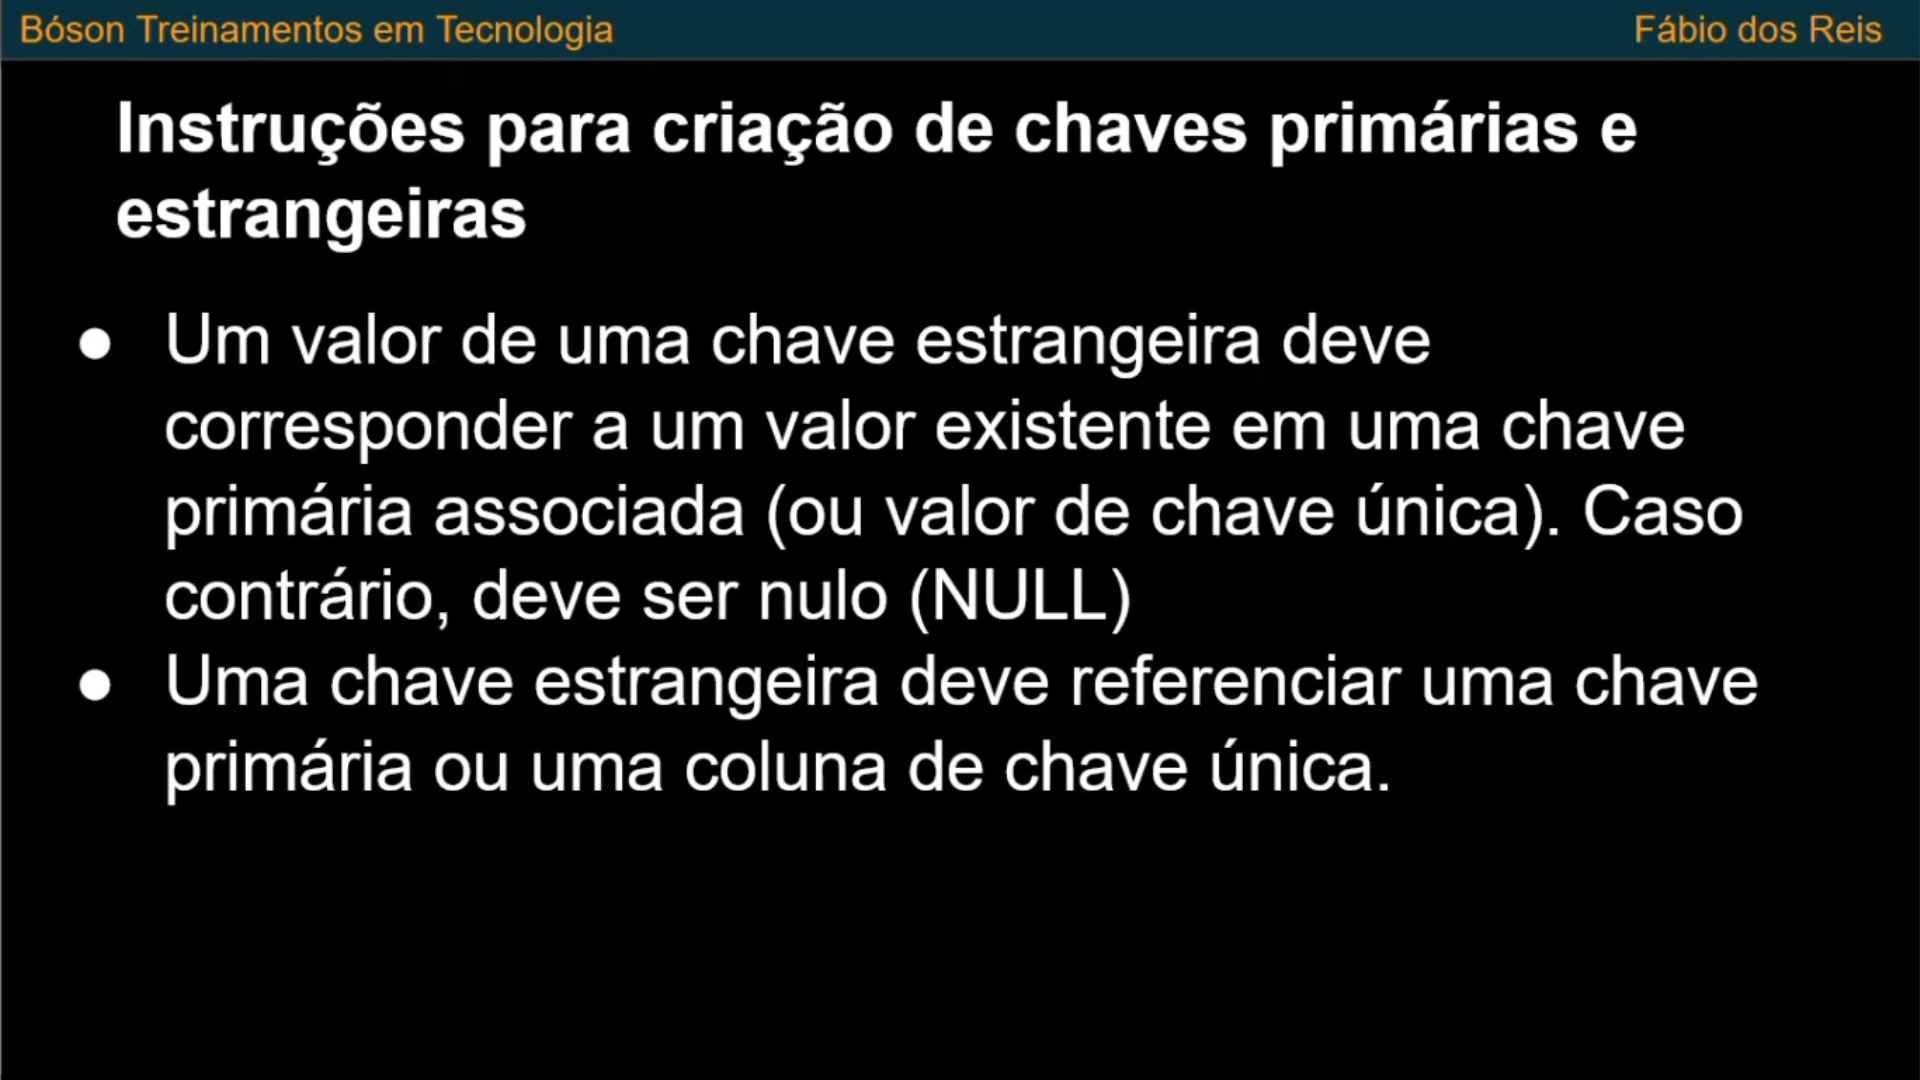 Bóson Treinamentos em Tecnologia
Fábio dos Reis
Instruções para criação de chaves primárias e
estrangeiras
● Um valor de uma chave estrangeira deve
corresponder a um valor existente em uma chave
primária associada (ou valor de chave única). Caso
contrário, deve ser nulo (NULL)
● Uma chave estrangeira deve referenciar uma chave
primária ou uma coluna de chave única.